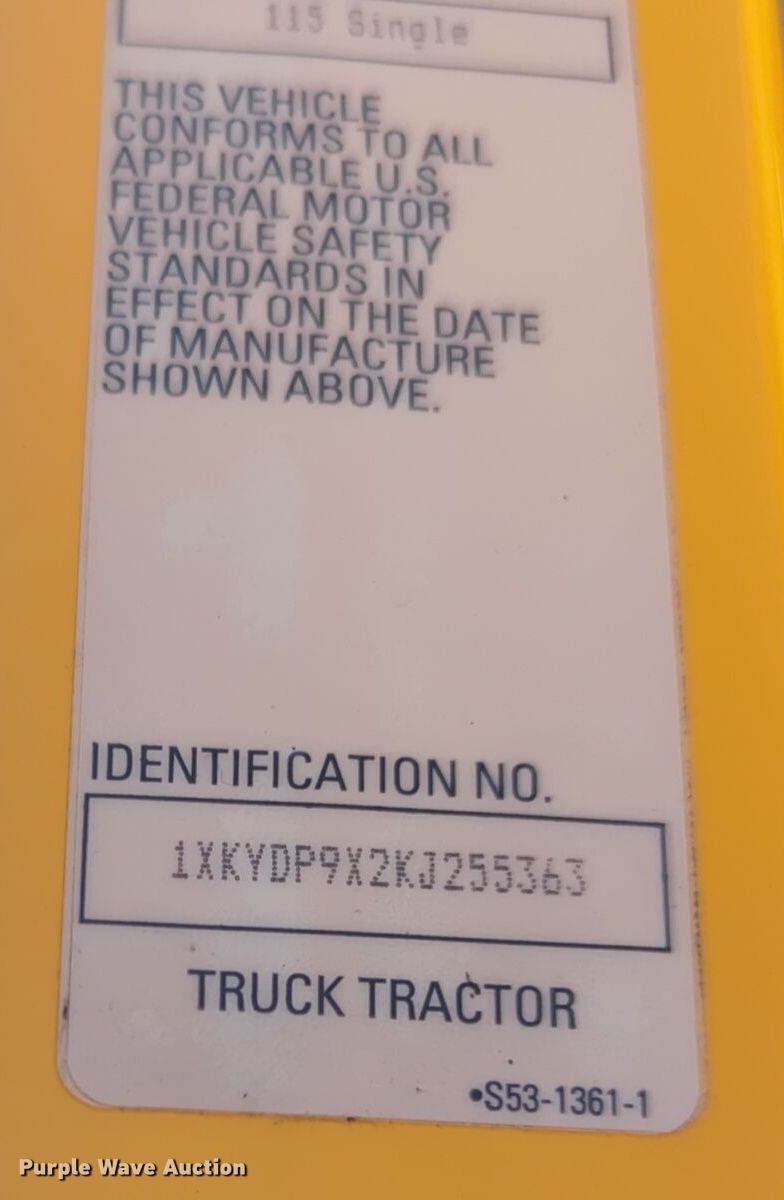 115 Single
THIS VEHICLE
CONFORMS TO ALL
APPLICABLE U.S.
FEDERAL MOTOR
VEHICLE SAFETY
STANDARDS IN
EFFECT ON THE DATE
OF MANUFACTURE
SHOWN ABOVE.
IDENTIFICATION NO.
1XKYDP9X2KJ255363
TRUCK TRACTOR
•S53-1361-1
Purple Wave Auction